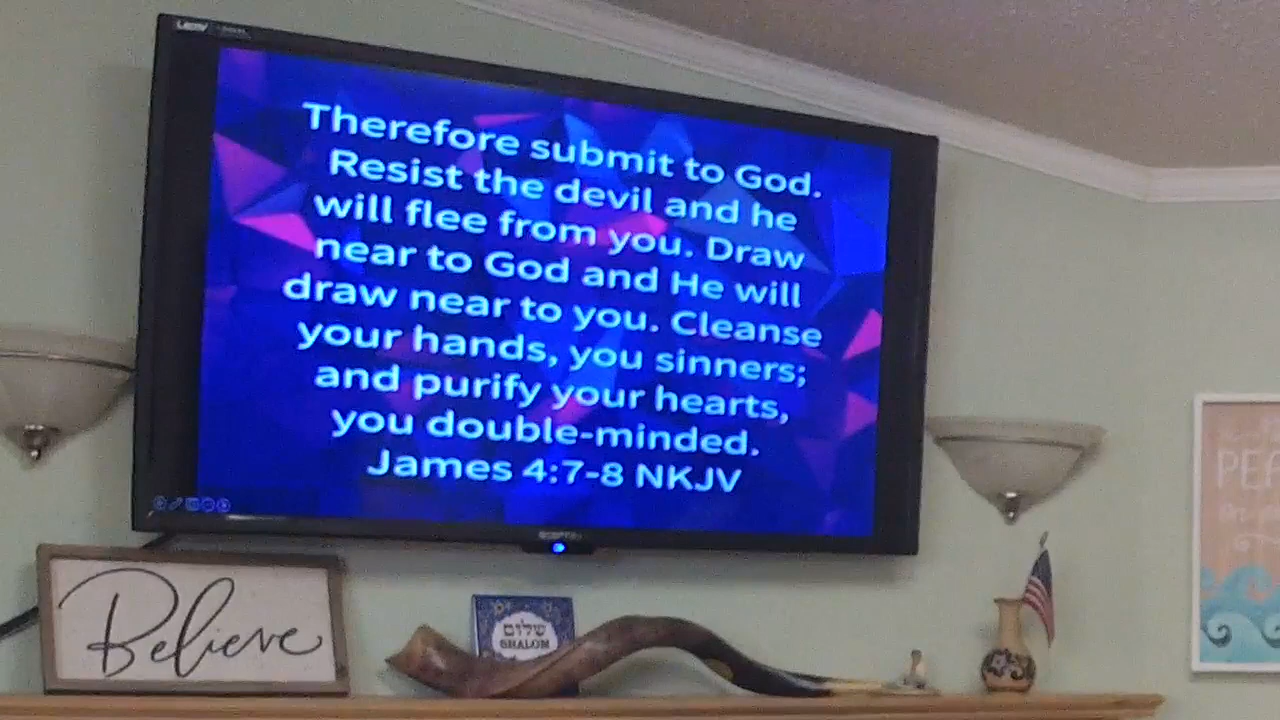 Therefore submit to God.
Resist the devil and he
will flee from you. Draw
near to God and He will
draw near to you. Cleanse
your hands, you sinners;
and purify your hearts,
you double-minded.
James 4:7-8 NKJV
Believe
שלום
SHALOM